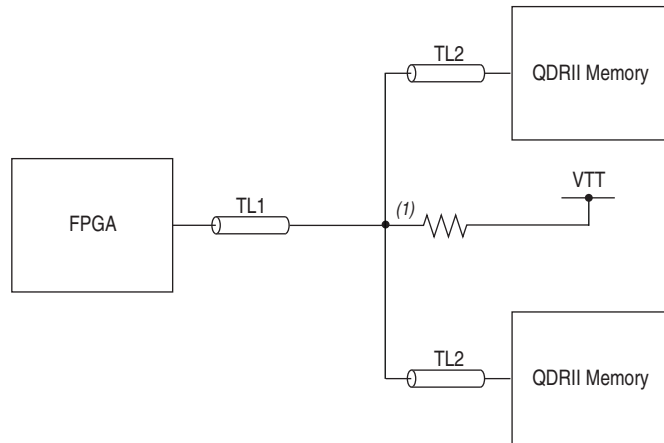 TL2
QDRII Memory
VTT
FPGA
TL1
(1)
TL2
QDRII Memory